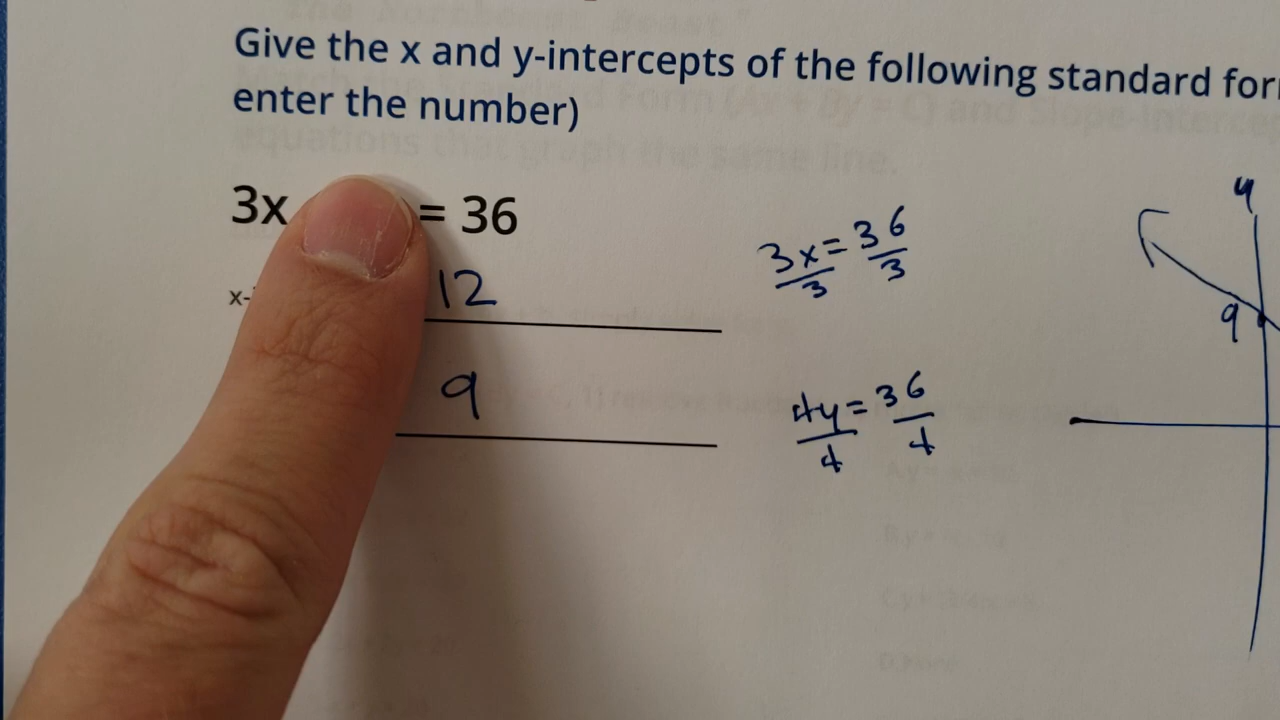 Give the x and y-intercepts of the following standard for
enter the number)
3x = 36
x-
12
9
3x = 36
3 3
4y = 36
4 4
y
9